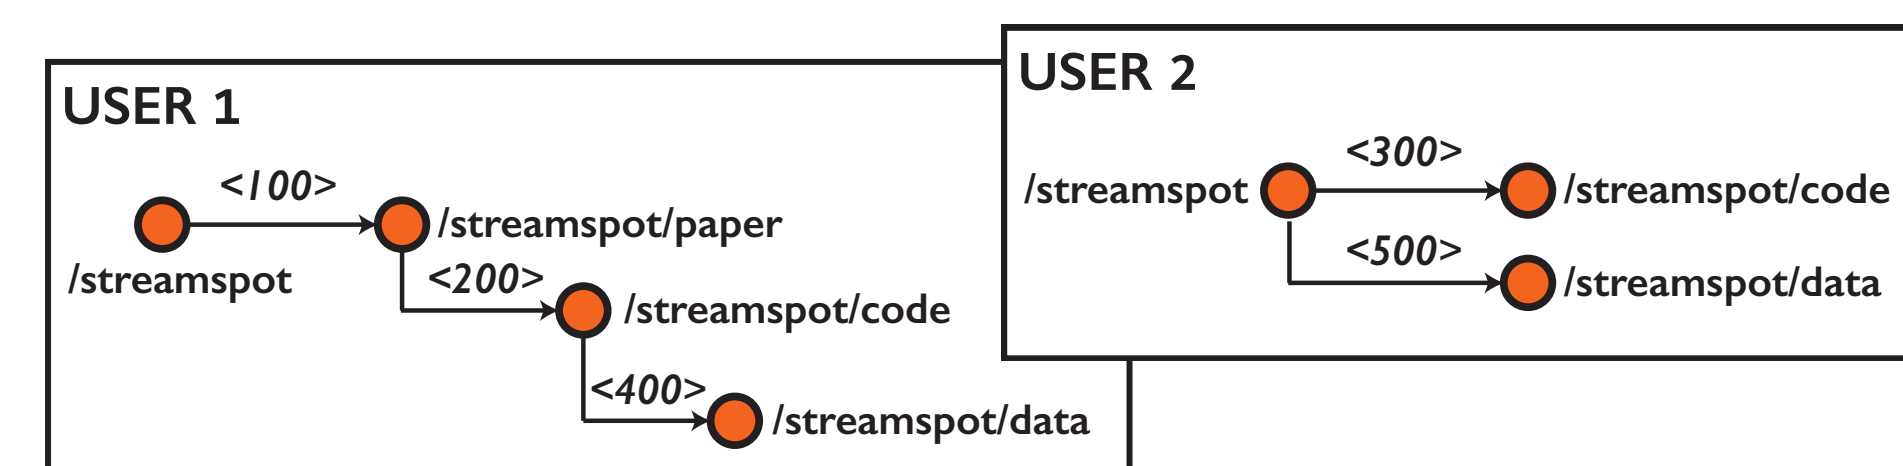 USER 1
<100>
/streamspot/paper
/streamspot
<200>
/streamspot/code
<400>
/streamspot/data
USER 2
<300>
/streamspot
/streamspot/code
<500>
/streamspot/data